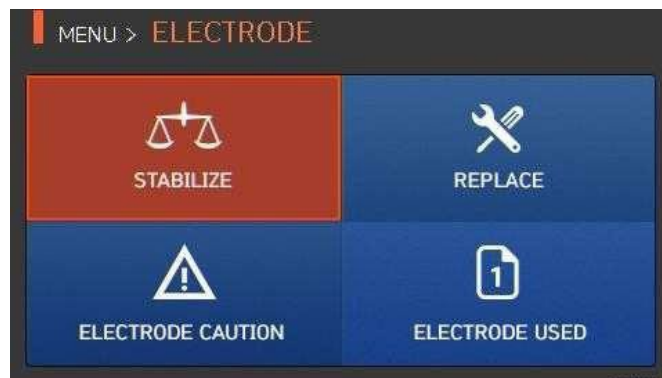 MENU > ELECTRODE
STABILIZE
REPLACE
ELECTRODE CAUTION
1
ELECTRODE USED